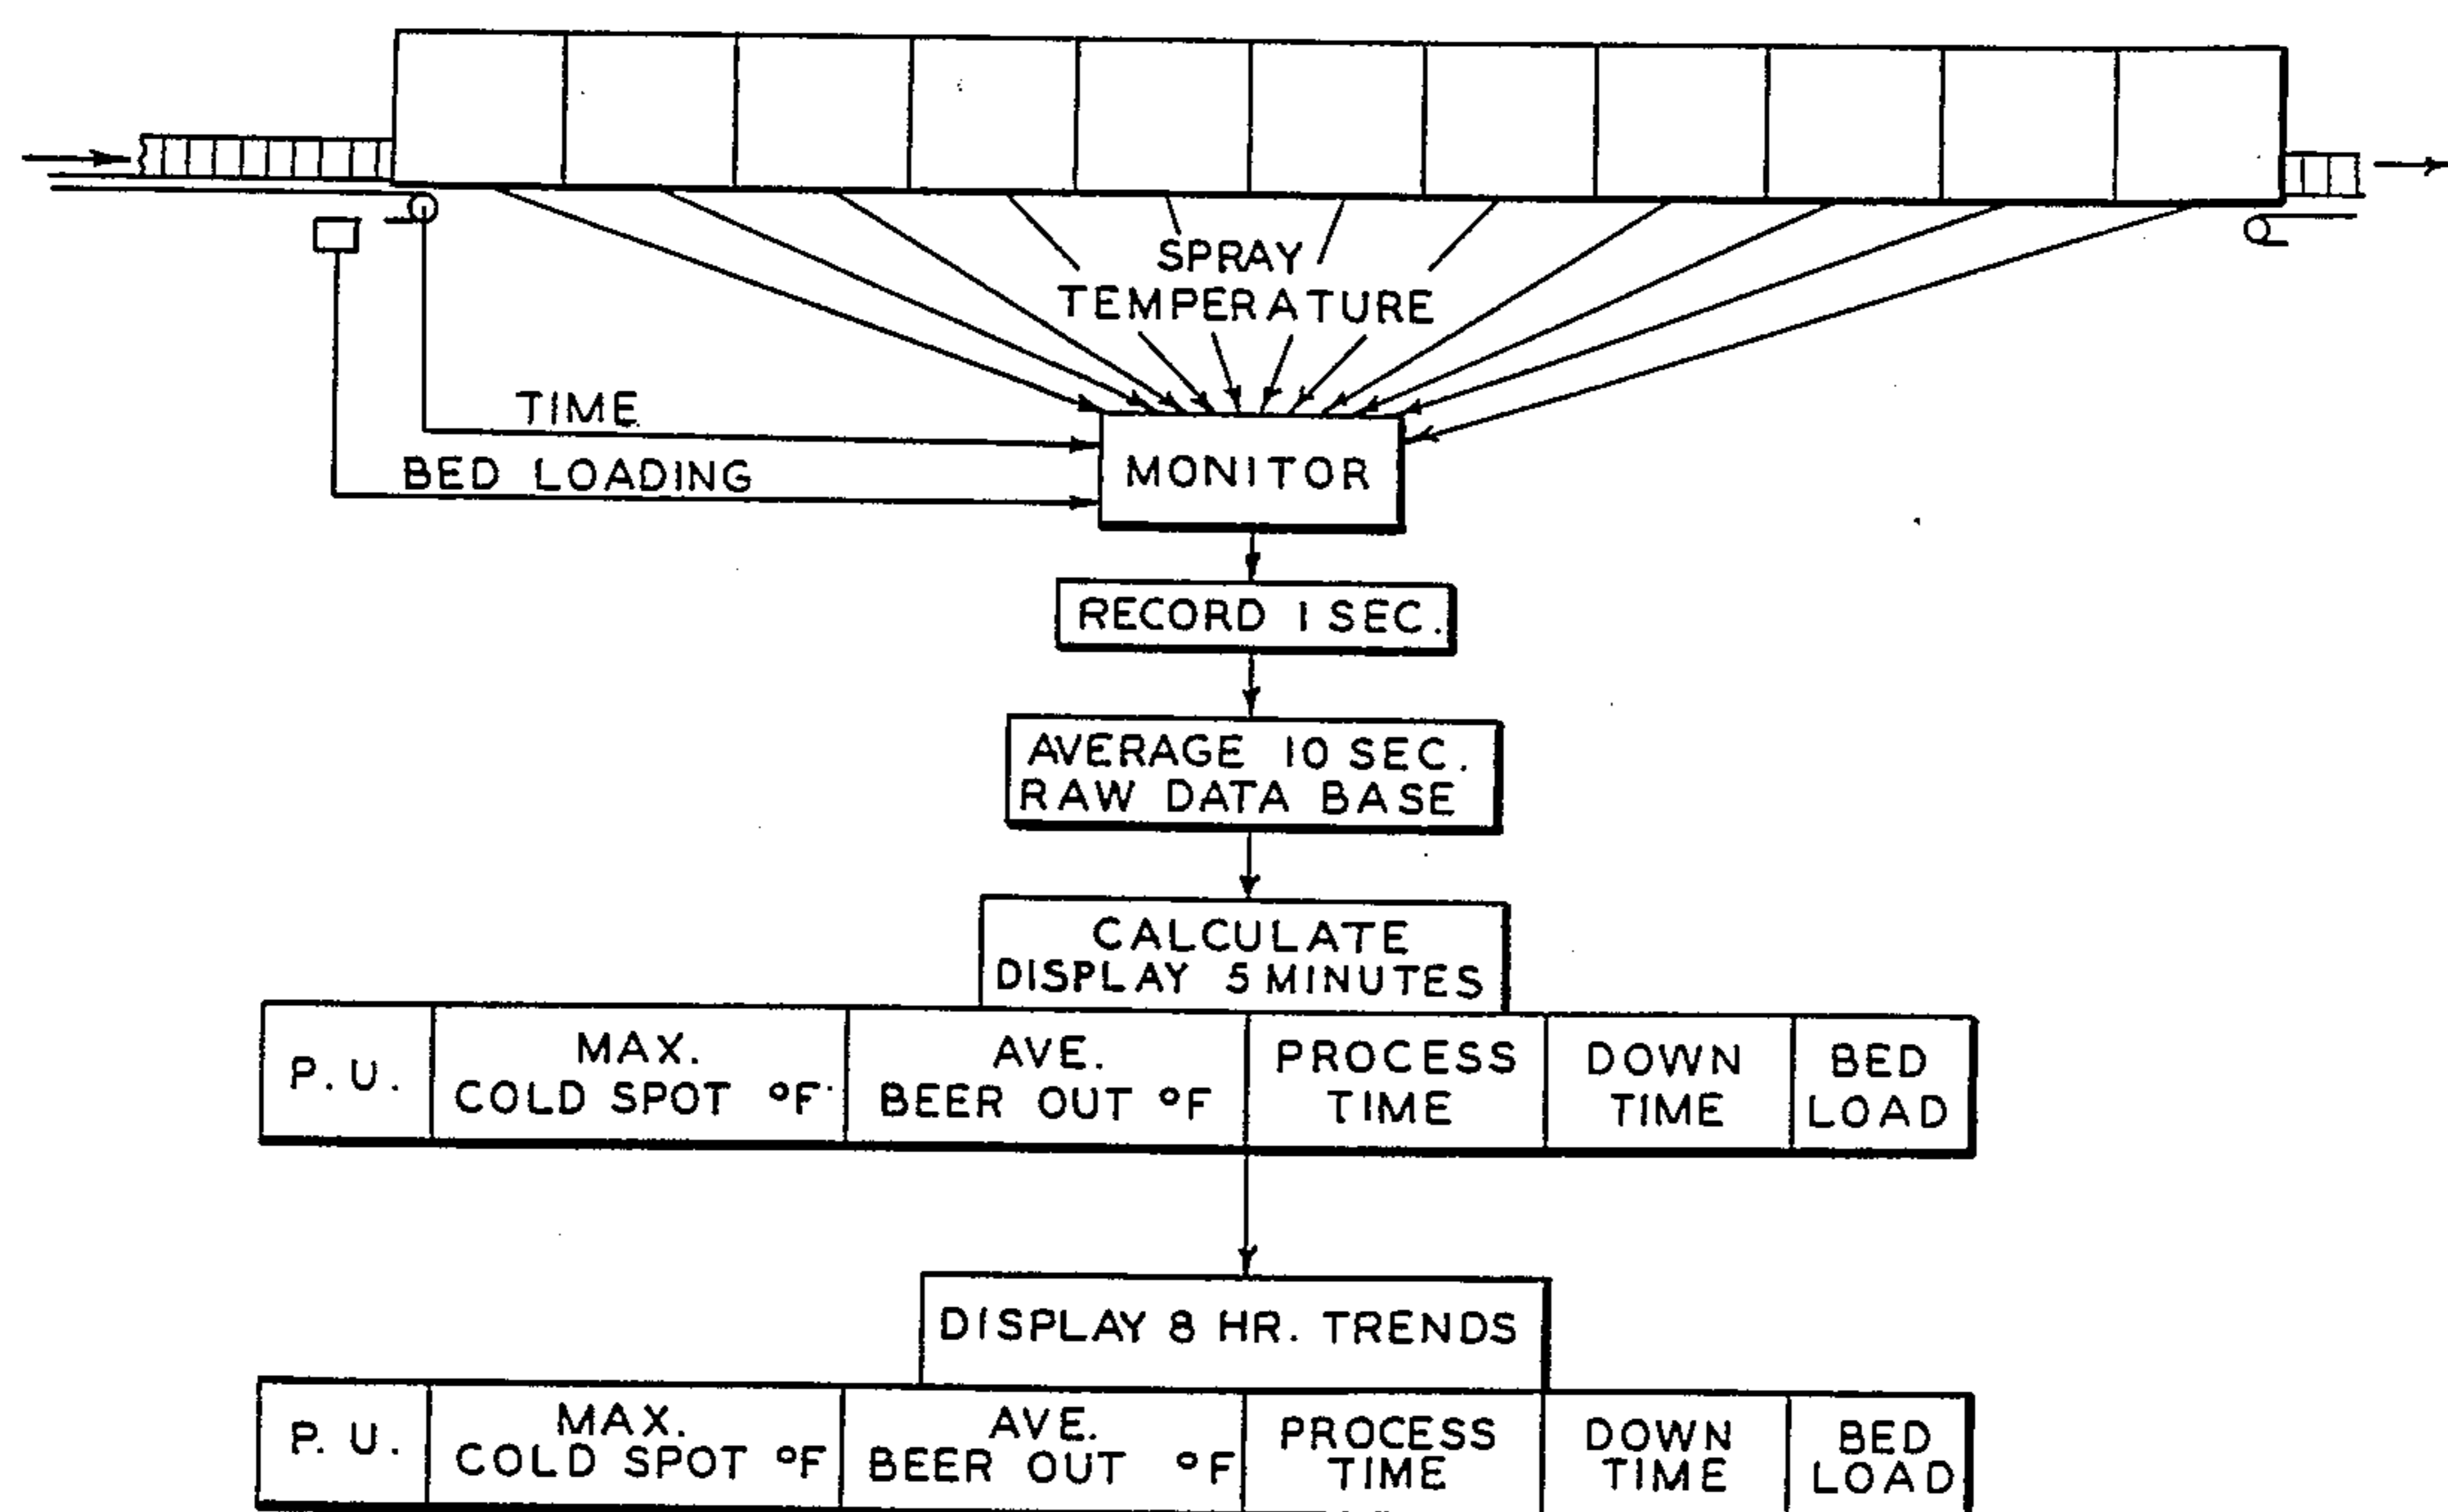 SPRAY
TEMPERATURE
TIME
BED LOADING
MONITOR
RECORD 1 SEC.
AVERAGE 10 SEC.
RAW DATA BASE
CALCULATE
DISPLAY 5 MINUTES
P. U.
MAX.
COLD SPOT °F
AVE.
BEER OUT °F
PROCESS
TIME
DOWN
TIME
BED
LOAD
DISPLAY 8 HR. TRENDS
P. U.
MAX.
COLD SPOT °F
AVE.
BEER OUT °F
PROCESS
TIME
DOWN
TIME
BED
LOAD